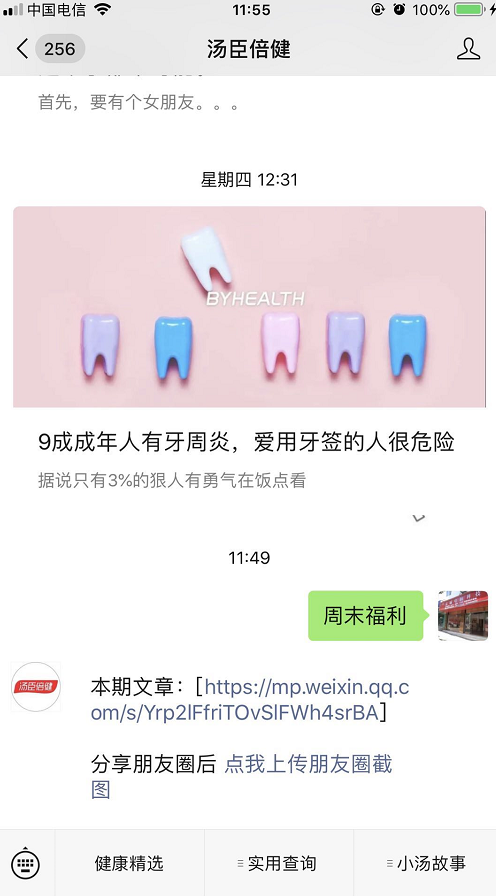 中国电信
11:55
100%
256
汤臣倍健
首先，要有个女朋友。。。
星期四 12:31
BYHEALTH
9成成年人有牙周炎，爱用牙签的人很危险
据说只有3%的狠人有勇气在饭点看
11:49
周末福利
汤臣倍健
本期文章：[https://mp.weixin.qq.c
om/s/Yrp2lFfriTOvSlFWh4srBA]
分享朋友圈后 点我上传朋友圈截
图
健康精选
实用查询
小汤故事